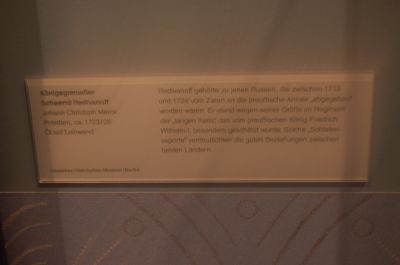 Königsgrenadier
Schwerid Redivanoff
Johann Christoph Merck
Potsdam, ca. 1723/26
Öl auf Leinwand
Redivanoff gehörte zu jenen Russen, die zwischen 1713
und 1724 vom Zaren an die preußische Armee „abgegeben“
worden waren. Er stand wegen seiner Größe im Regiment
der „langen Kerls“ das vom preußischen König Friedrich
Wilhelm I. besonders geschätzt wurde. Solche „Soldaten-
exporte“ verdeutlichten die guten Beziehungen zwischen
beiden Ländern.
Deutsches Historisches Museum, Berlin